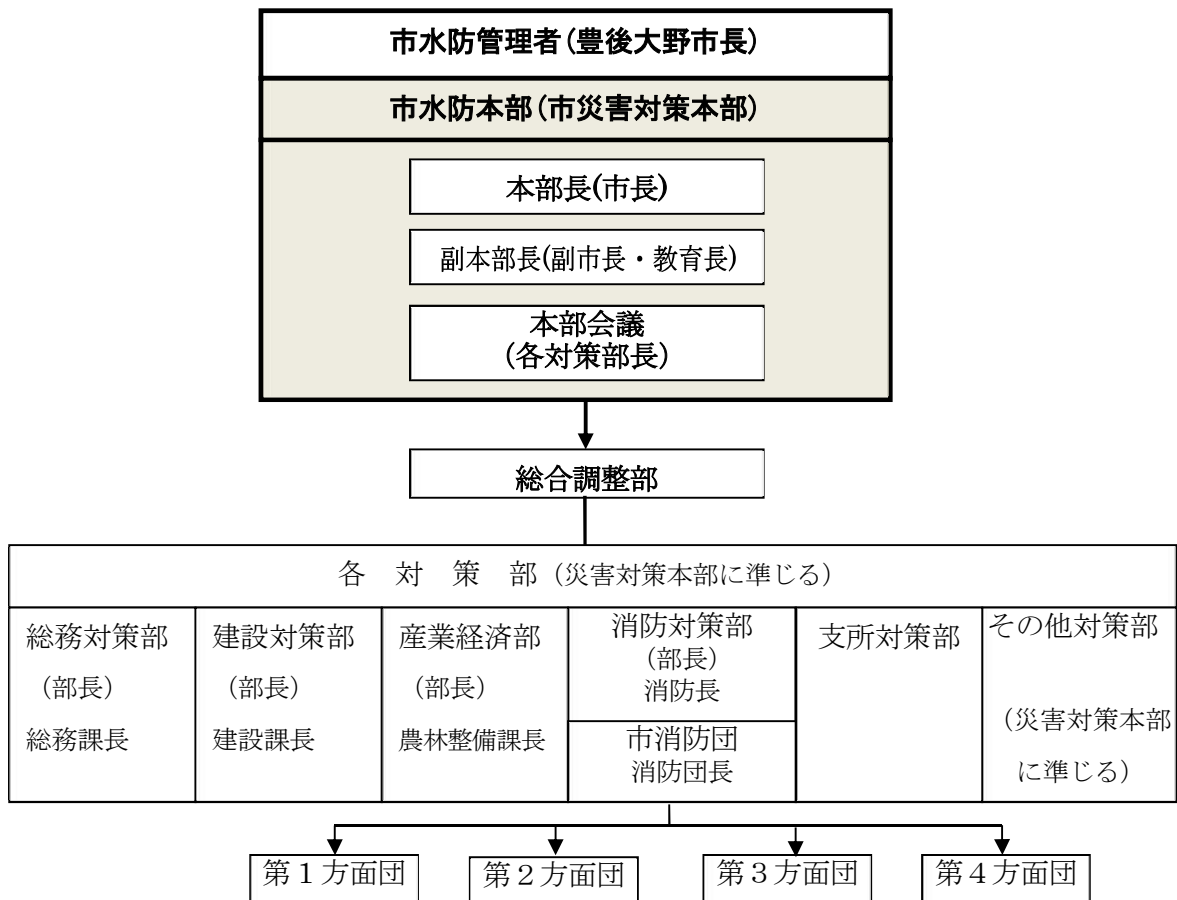 市水防管理者(豊後大野市長)
市水防本部(市災害対策本部)
本部長(市長)
副本部長(副市長・教育長)
本部会議
(各対策部長)
総合調整部
各 対 策 部(災害対策本部に準じる)
総務対策部
(部長)
総務課長
建設対策部
(部長)
建設課長
産業経済部
(部長)
農林整備課長
消防対策部
(部長)
消防長
市消防団
消防団長
支所対策部
その他対策部
(災害対策本部
に準じる)
第1方面団
第2方面団
第3方面団
第4方面団